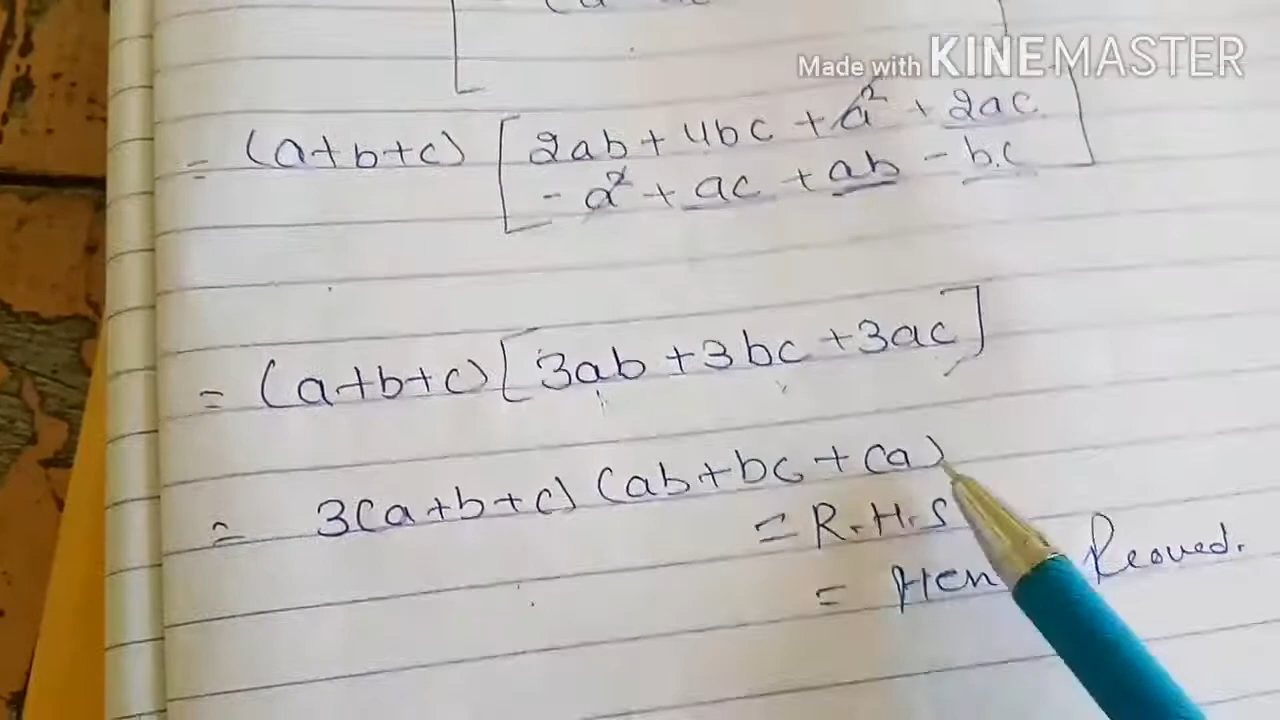 Made with KINEMASTER
= (a+b+c) [2ab + 4bc + a² + 2ac
- a² + ac + ab - bc]
= (a+b+c) [3ab + 3bc + 3ac]
= 3(a+b+c) (ab+bc+ca)
= R.H.S
= Hen Proved.